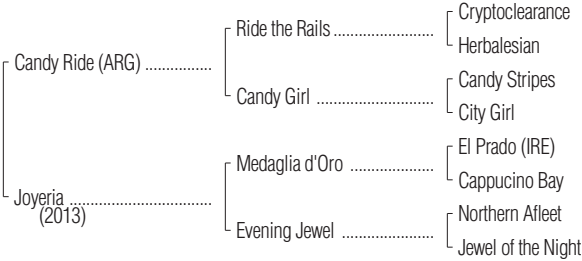 Cryptoclearance
Ride the Rails ....................
Herbalesian
Candy Ride (ARG) ...............
Candy Stripes
Candy Girl .......................
City Girl
El Prado (IRE)
Medaglia d'Oro ................
Cappucino Bay
Joyeria .................................
(2013)
Northern Afleet
Evening Jewel ..................
Jewel of the Night